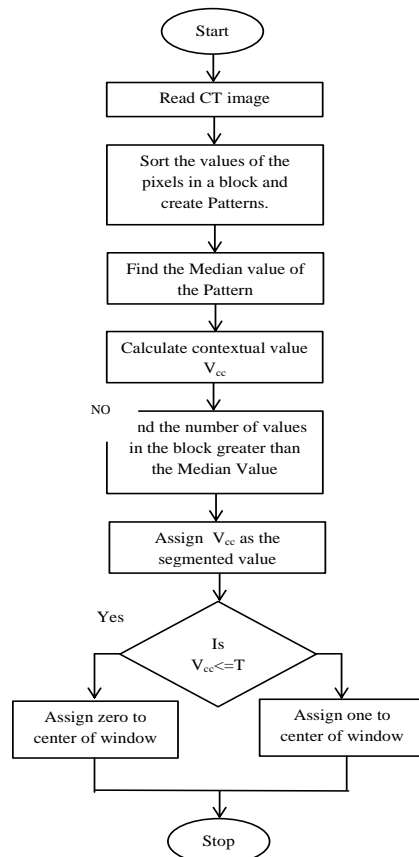 Start
Read CT image
Sort the values of the
pixels in a block and
create Patterns.
Find the Median value of
the Pattern
Calculate contextual value
Vcc
NO
nd the number of values
in the block greater than
the Median Value
Assign Vcc as the
segmented value
Yes
Is
Vcc<=T
Assign zero to
center of window
Assign one to
center of window
Stop